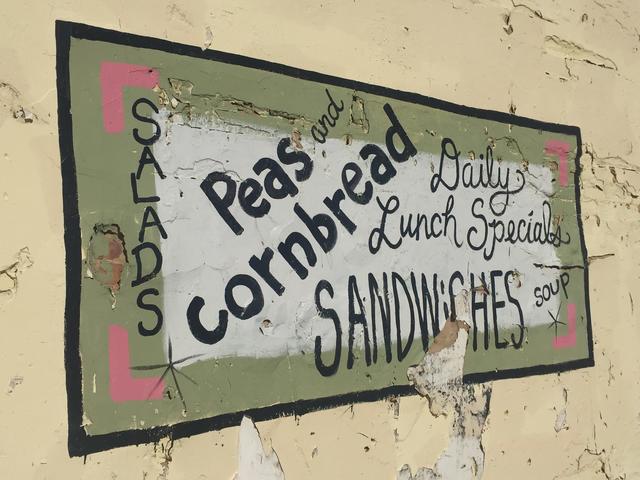 SALADS
Peas and
cornbread
Daily
Lunch Specials
SANDWiCHES
soup